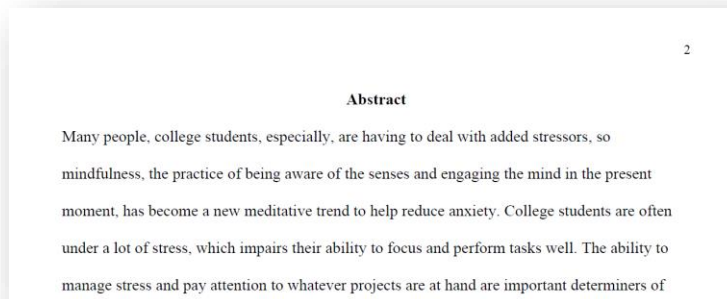 2
Abstract
Many people, college students, especially, are having to deal with added stressors, so
mindfulness, the practice of being aware of the senses and engaging the mind in the present
moment, has become a new meditative trend to help reduce anxiety. College students are often
under a lot of stress, which impairs their ability to focus and perform tasks well. The ability to
manage stress and pay attention to whatever projects are at hand are important determiners of